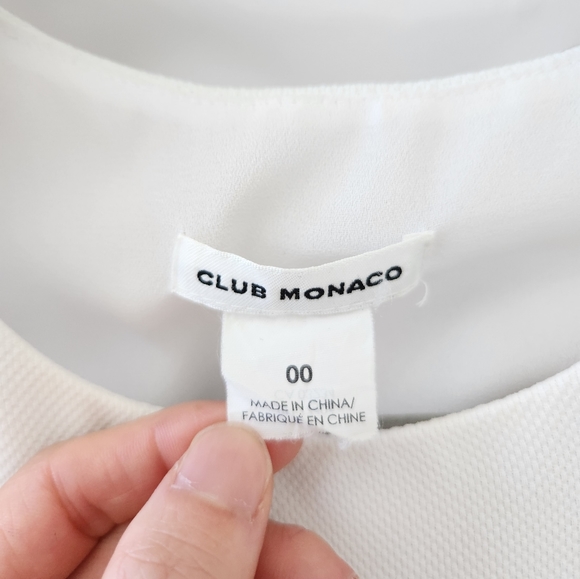 CLUB MONACO
00
MADE IN CHINA/
FABRIQUÉ EN CHINE